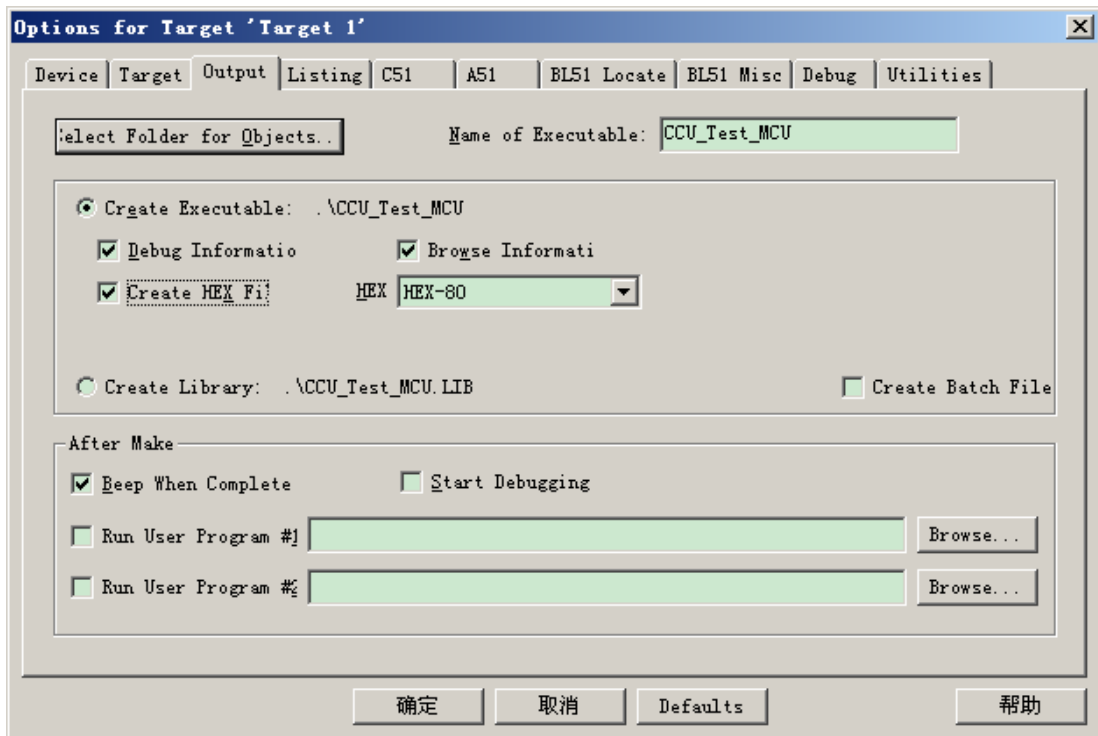 Options for Target 'Target 1'
Device Target Output Listing C51 A51 BL51 Locate BL51 Misc Debug Utilities
elect Folder for Objects.. Name of Executable: CCU_Test_MCU
Create Executable: .\CCU_Test_MCU
Debug Informatio Browse Informati
Create HEX Fi HEX HEX-80
Create Library: .\CCU_Test_MCU.LIB Create Batch File
After Make
Beep When Complete Start Debugging
Run User Program #1 Browse...
Run User Program #2 Browse...
确定 取消 Defaults 帮助